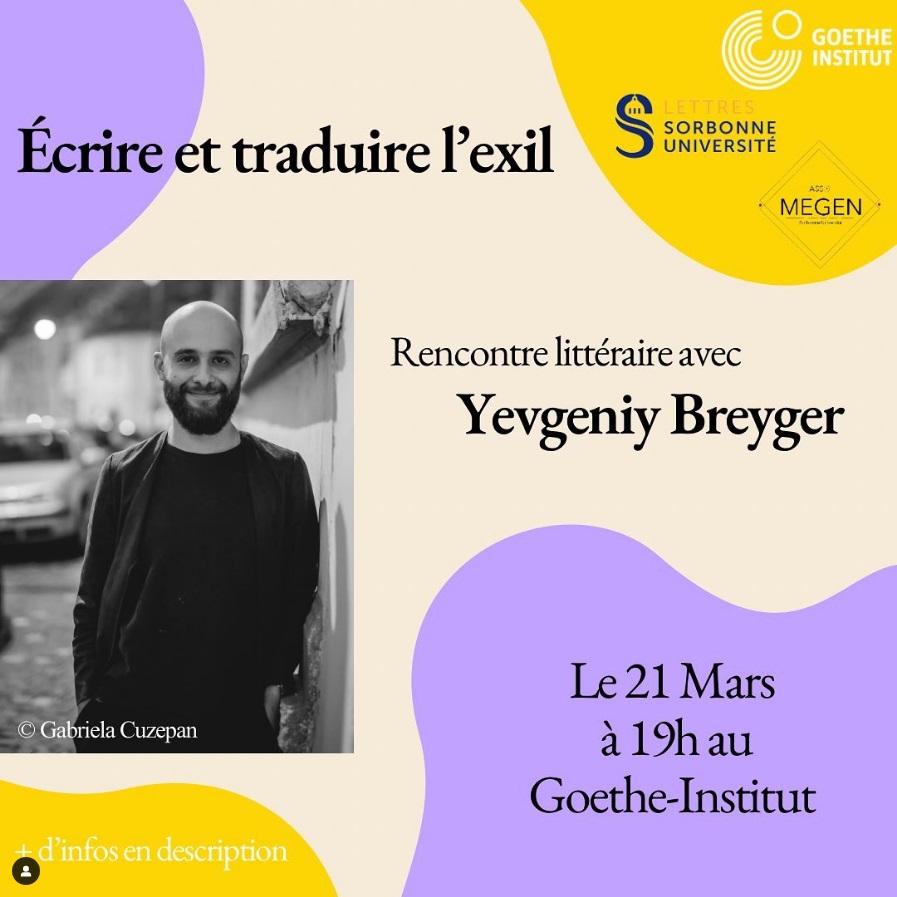 GOETHE
INSTITUT
LETTRES
SORBONNE
UNIVERSITÉ
MEGEN
Écrire et traduire l’exil
Rencontre littéraire avec
Yevgeniy Breyger
© Gabriela Cuzepan
Le 21 Mars
à 19h au
Goethe-Institut
+ d’infos en description